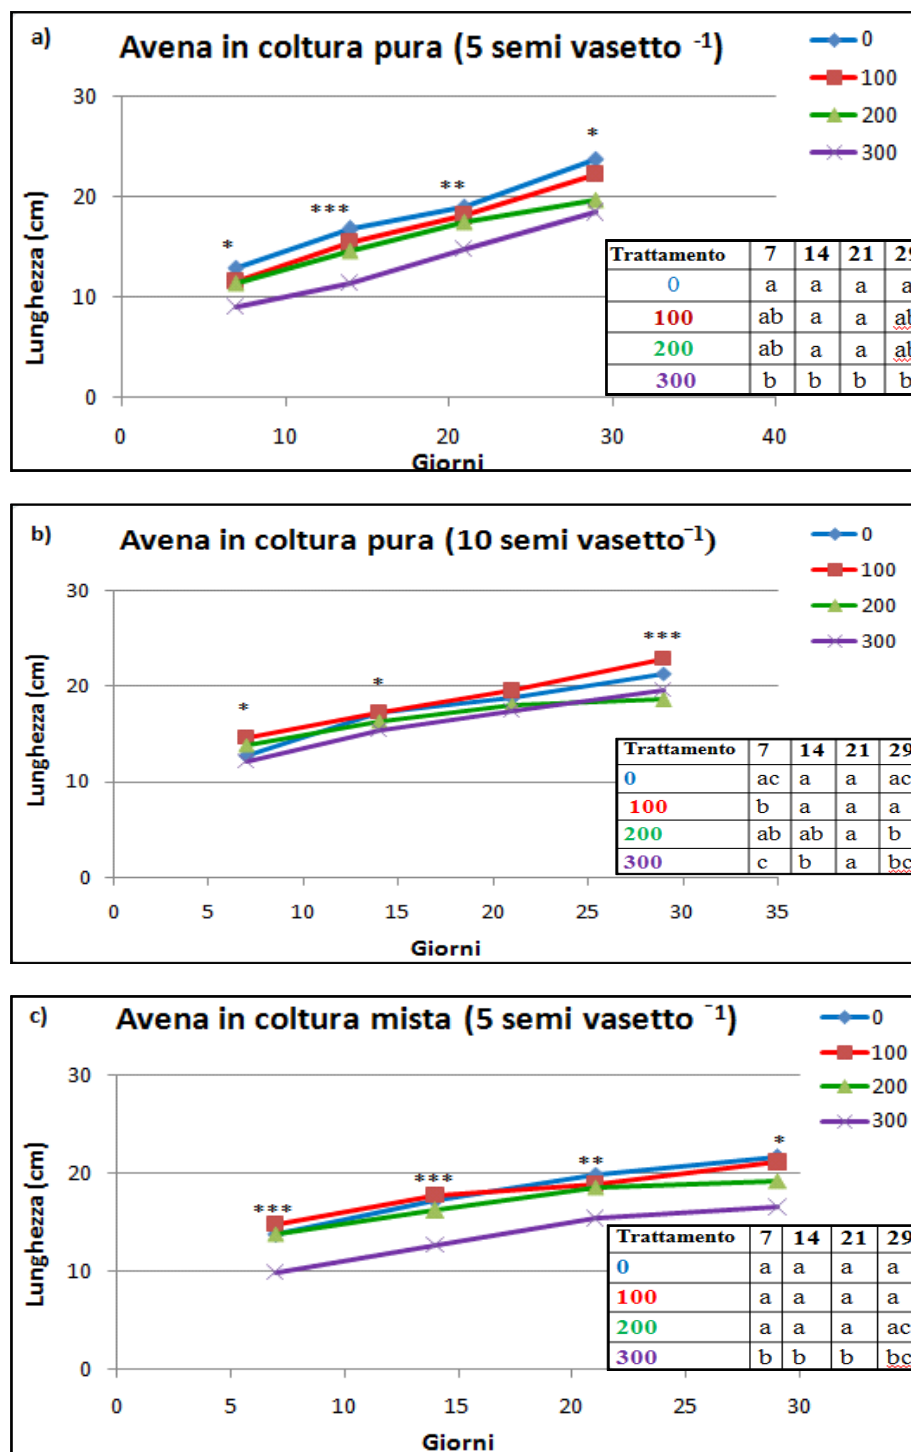 a)
Avena in coltura pura (5 semi vasetto -1)
0
100
200
300
Lunghezza (cm)
30
20
10
0
* *** ** *
0 10 20 30 40
Giorni
Trattamento 7 14 21 29
0 a a a a
100 ab a a ab
200 ab a a ab
300 b b b b
b)
Avena in coltura pura (10 semi vasetto-1)
0
100
200
300
Lunghezza (cm)
30
20
10
0
* * ***
0 5 10 15 20 25 30 35
Giorni
Trattamento 7 14 21 29
0 ac a a ac
100 b a a a
200 ab ab a b
300 c b a bc
c)
Avena in coltura mista (5 semi vasetto -1)
0
100
200
300
Lunghezza (cm)
30
20
10
0
*** *** ** *
0 5 10 15 20 25 30
Giorni
Trattamento 7 14 21 29
0 a a a a
100 a a a a
200 a a a ac
300 b b b bc